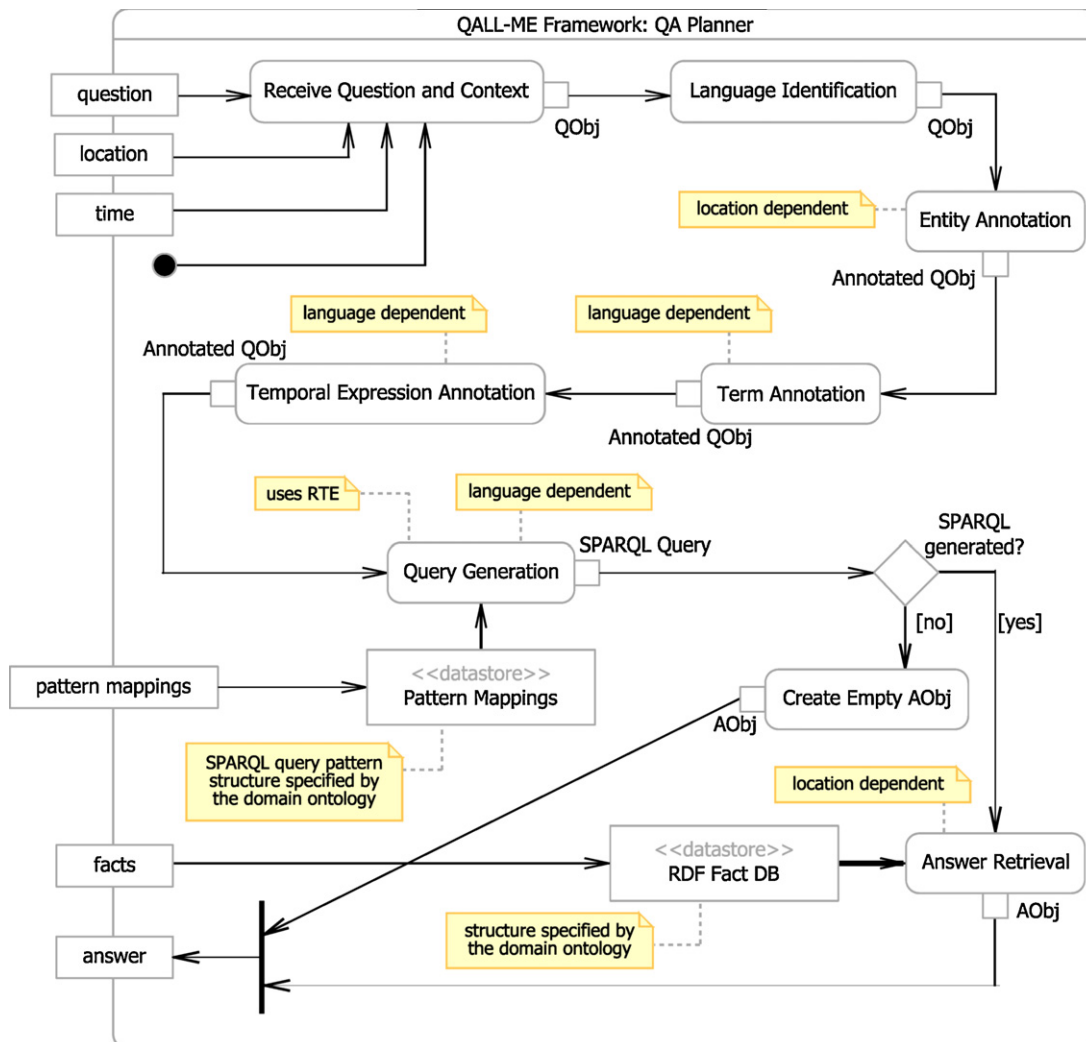 QALL-ME Framework: QA Planner
question
Receive Question and Context
Language Identification
QObj
QObj
location
time
location dependent
Entity Annotation
Annotated QObj
language dependent
language dependent
Annotated QObj
Temporal Expression Annotation
Term Annotation
Annotated QObj
uses RTE
language dependent
SPARQL Query
SPARQL
generated?
Query Generation
[no]
[yes]
pattern mappings
<<datastore>>
Pattern Mappings
Create Empty AObj
AObj
SPARQL query pattern
structure specified by
the domain ontology
location dependent
facts
<<datastore>>
RDF Fact DB
Answer Retrieval
AObj
structure specified by
the domain ontology
answer